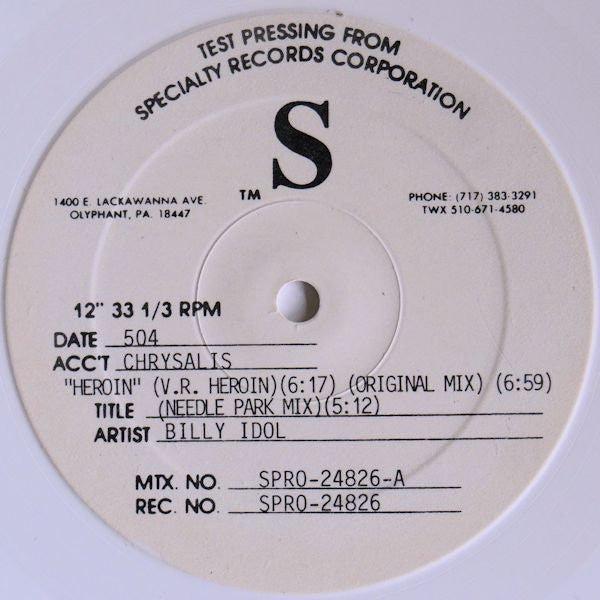 TEST PRESSING FROM
SPECIALTY RECORDS CORPORATION
S
TM
1400 E. LACKAWANNA AVE.
OLYPHANT, PA. 18447
PHONE: (717) 383-3291
TWX 510-671-4580
12" 33 1/3 RPM
DATE 504
ACC'T CHRYSALIS
"HEROIN" (V.R. HEROIN)(6:17) (ORIGINAL MIX) (6:59)
TITLE (NEEDLE PARK MIX)(5:12)
ARTIST BILLY IDOL
MTX. NO. SPRO-24826-A
REC. NO. SPRO-24826